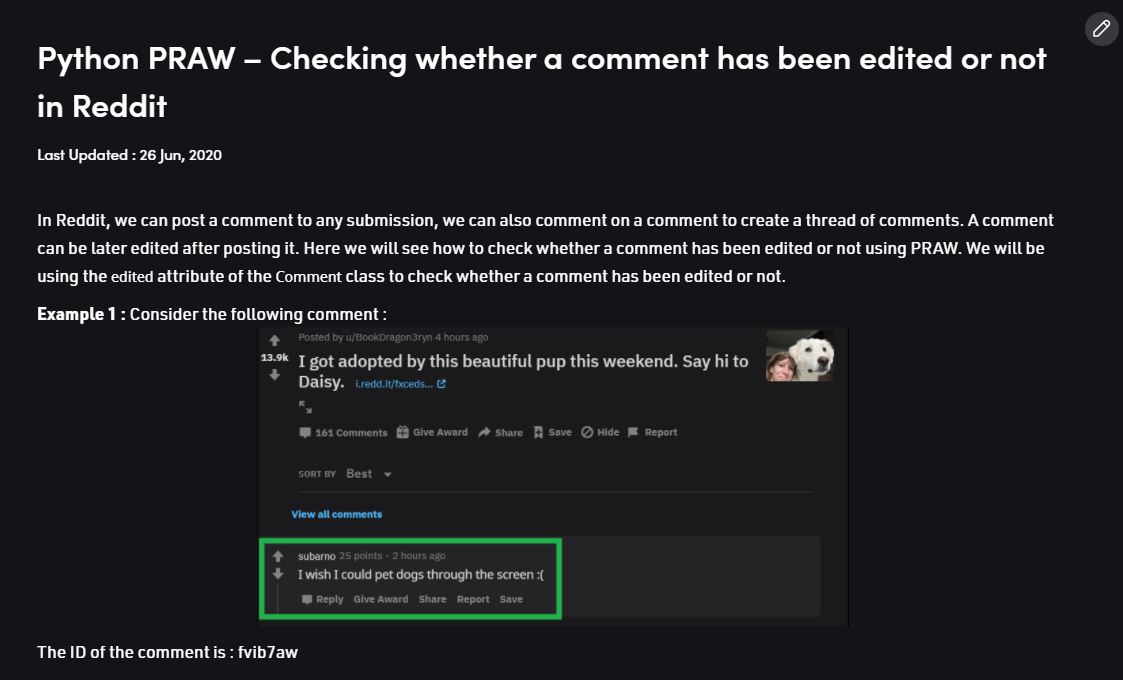 Python PRAW – Checking whether a comment has been edited or not
in Reddit
Last Updated : 26 Jun, 2020
In Reddit, we can post a comment to any submission, we can also comment on a comment to create a thread of comments. A comment
can be later edited after posting it. Here we will see how to check whether a comment has been edited or not using PRAW. We will be
using the edited attribute of the Comment class to check whether a comment has been edited or not.
Example 1 : Consider the following comment :
Posted by u/BookDragon3ryn 4 hours ago
13.9k
I got adopted by this beautiful pup this weekend. Say hi to
Daisy. i.redd.it/fxceds...
161 Comments Give Award Share Save Hide Report
SORT BY Best
View all comments
subarno 25 points · 2 hours ago
I wish I could pet dogs through the screen :(
Reply Give Award Share Report Save
The ID of the comment is : fvib7aw